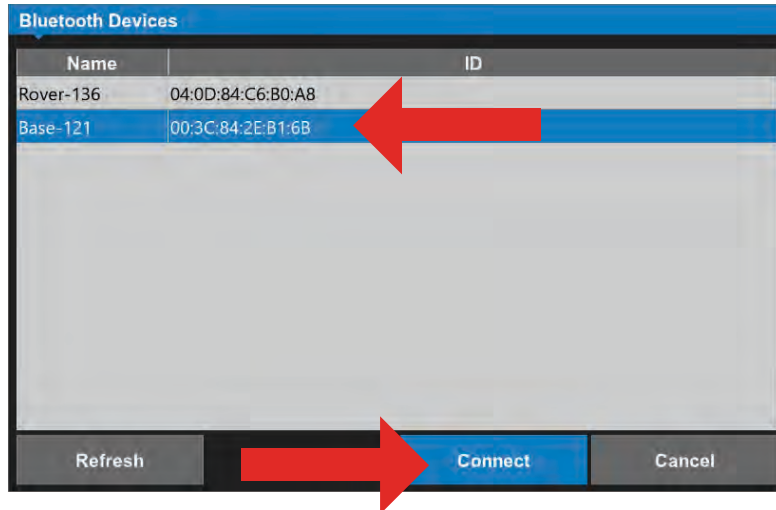 Bluetooth Devices
Name ID
Rover-136 04:0D:84:C6:B0:A8
Base-121 00:3C:84:2E:B1:6B
Refresh Connect Cancel